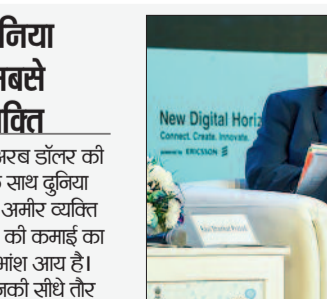 निया
बसे
क्ति
अरब डॉलर की
साथ दुनिया
अमीर व्यक्ति
की कमाई का
भांश आय है।
नकी सीधे तौर
New Digital Horiz
Connect. Create. Innovate.
ERICSSON